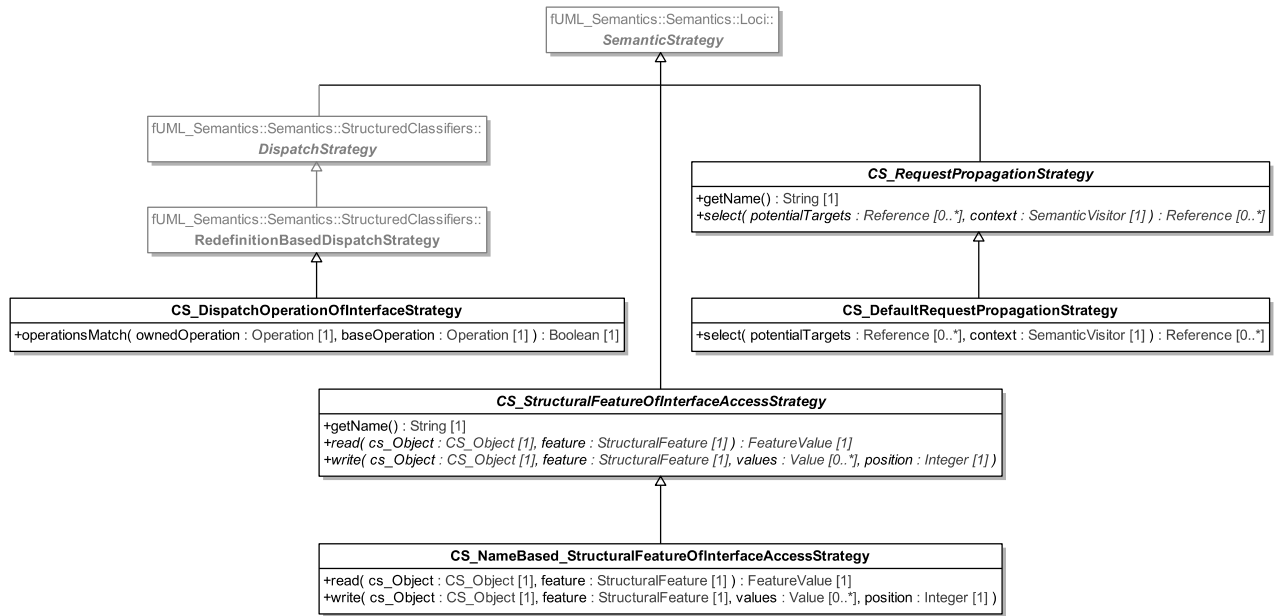 fUML_Semantics::Semantics::Loci::
SemanticStrategy
fUML_Semantics::Semantics::StructuredClassifiers::
DispatchStrategy
CS_RequestPropagationStrategy
+getName() : String [1]
+select( potentialTargets : Reference [0..*], context : SemanticVisitor [1] ) : Reference [0..*]
fUML_Semantics::Semantics::StructuredClassifiers::
RedefinitionBasedDispatchStrategy
CS_DispatchOperationOfInterfaceStrategy
+operationsMatch( ownedOperation : Operation [1], baseOperation : Operation [1] ) : Boolean [1]
CS_DefaultRequestPropagationStrategy
+select( potentialTargets : Reference [0..*], context : SemanticVisitor [1] ) : Reference [0..*]
CS_StructuralFeatureOfInterfaceAccessStrategy
+getName() : String [1]
+read( cs_Object : CS_Object [1], feature : StructuralFeature [1] ) : FeatureValue [1]
+write( cs_Object : CS_Object [1], feature : StructuralFeature [1], values : Value [0..*], position : Integer [1] )
CS_NameBased_StructuralFeatureOfInterfaceAccessStrategy
+read( cs_Object : CS_Object [1], feature : StructuralFeature [1] ) : FeatureValue [1]
+write( cs_Object : CS_Object [1], feature : StructuralFeature [1], values : Value [0..*], position : Integer [1] )